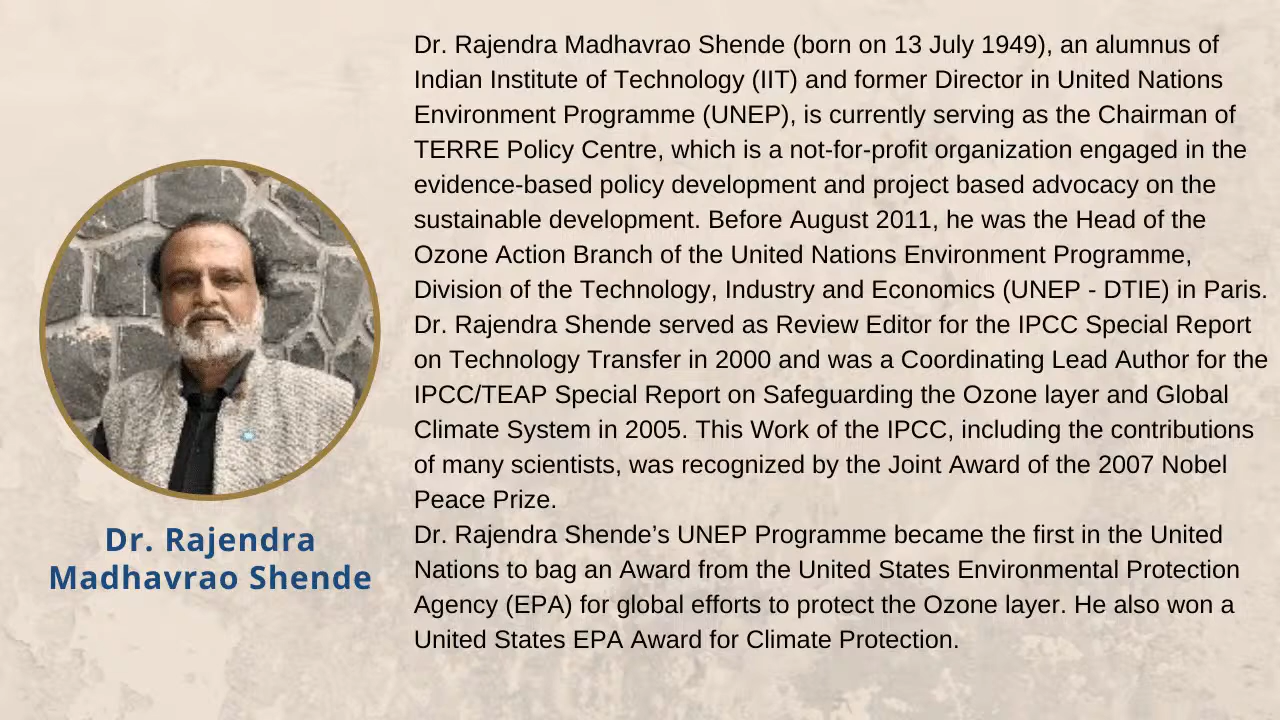 Dr. Rajendra Madhavrao Shende (born on 13 July 1949), an alumnus of
Indian Institute of Technology (IIT) and former Director in United Nations
Environment Programme (UNEP), is currently serving as the Chairman of
TERRE Policy Centre, which is a not-for-profit organization engaged in the
evidence-based policy development and project based advocacy on the
sustainable development. Before August 2011, he was the Head of the
Ozone Action Branch of the United Nations Environment Programme,
Division of the Technology, Industry and Economics (UNEP - DTIE) in Paris.
Dr. Rajendra Shende served as Review Editor for the IPCC Special Report
on Technology Transfer in 2000 and was a Coordinating Lead Author for the
IPCC/TEAP Special Report on Safeguarding the Ozone layer and Global
Climate System in 2005. This Work of the IPCC, including the contributions
of many scientists, was recognized by the Joint Award of the 2007 Nobel
Peace Prize.
Dr. Rajendra Shende’s UNEP Programme became the first in the United
Nations to bag an Award from the United States Environmental Protection
Agency (EPA) for global efforts to protect the Ozone layer. He also won a
United States EPA Award for Climate Protection.
Dr. Rajendra
Madhavrao Shende